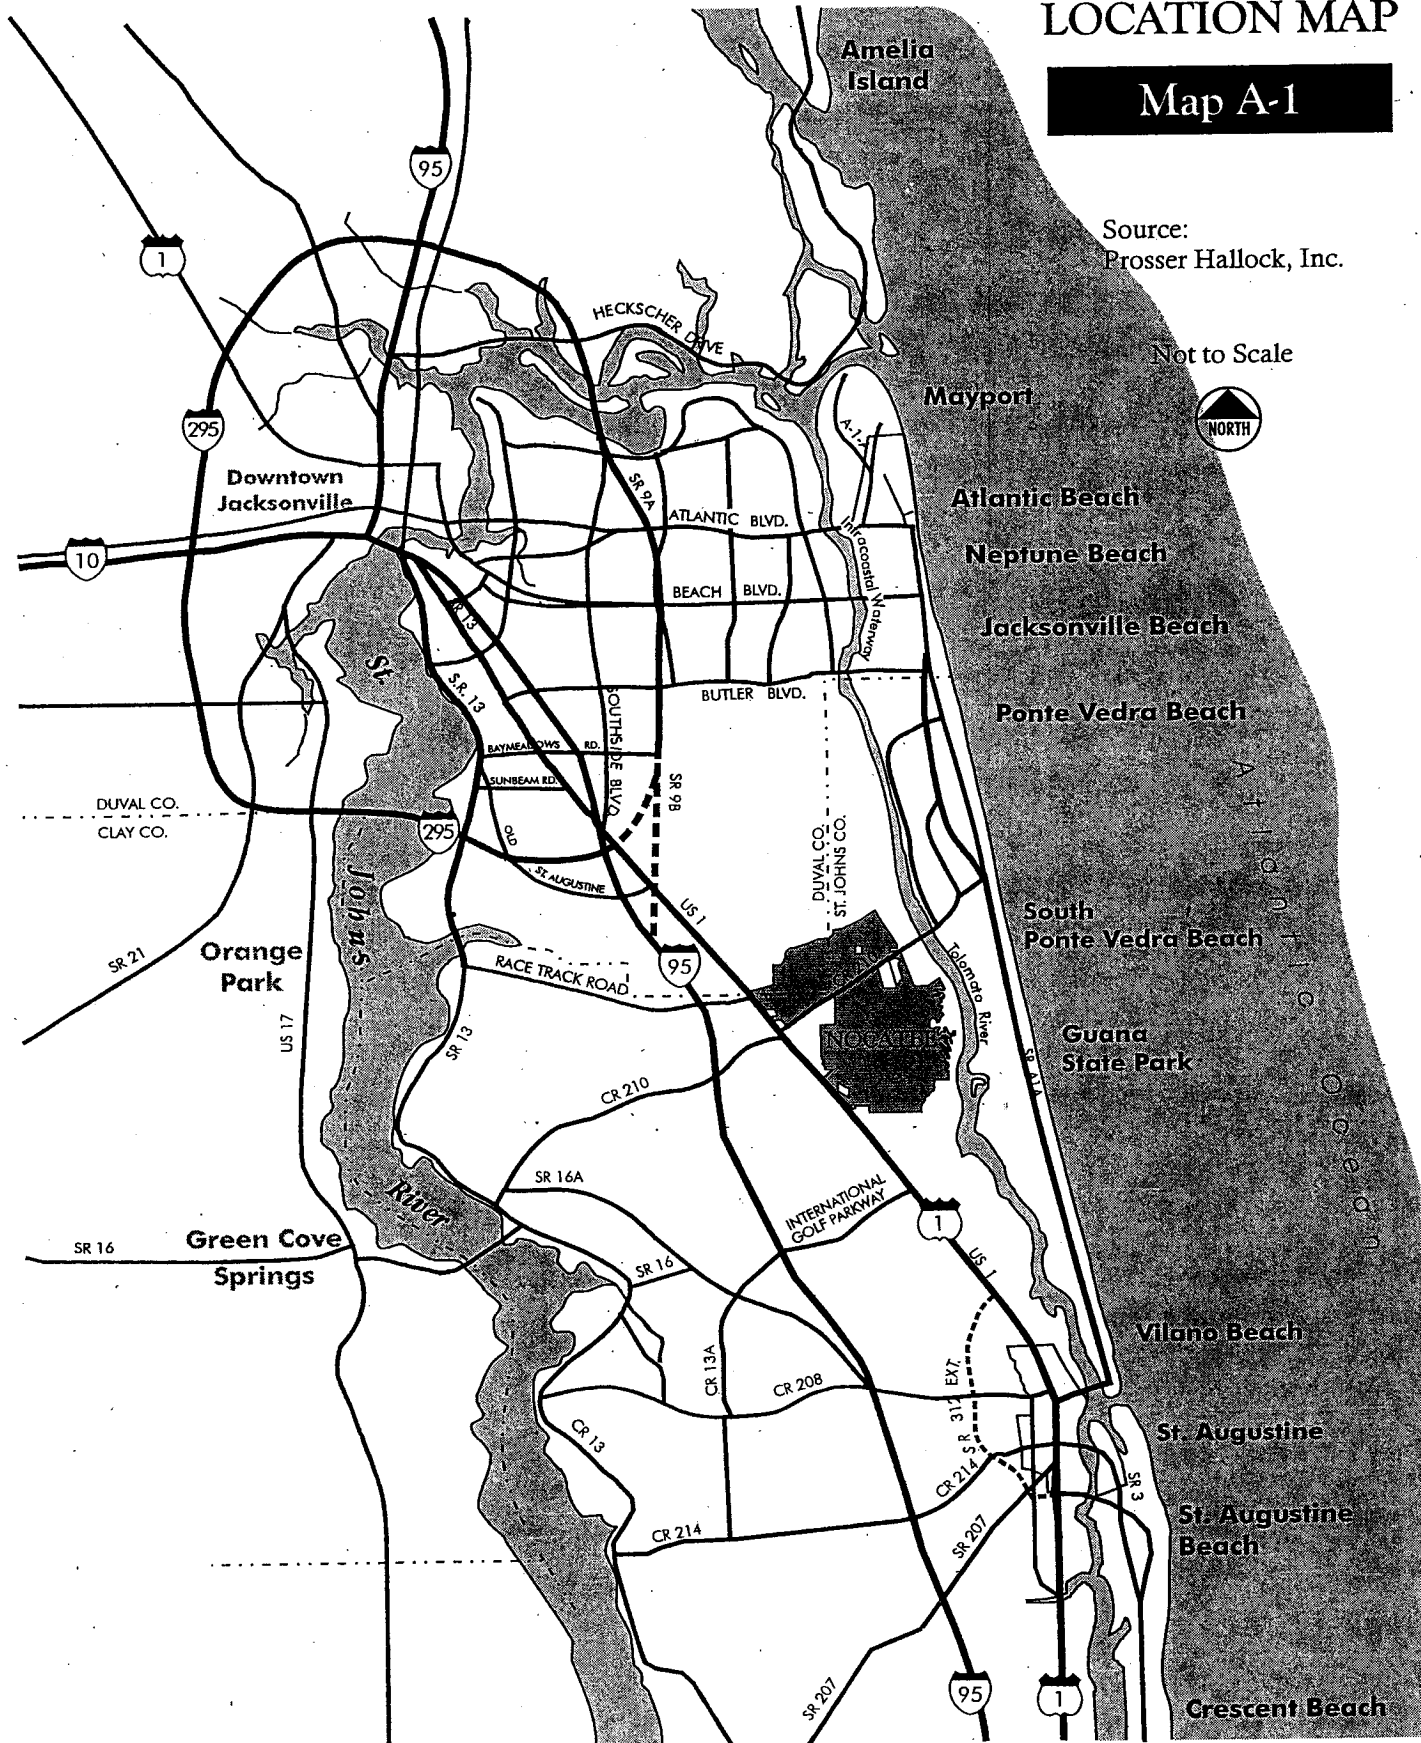 LOCATION MAP
Map A-1
Amelia
Island
95
1
Source:
Prosser Hallock, Inc.
HECKSCHER DRIVE
Not to Scale
NORTH
Mayport
A-1-A
295
Downtown
Jacksonville
SR 9A
ATLANTIC BLVD.
Atlantic Beach
Intracoastal Waterway
Neptune Beach
10
BEACH BLVD.
Jacksonville Beach
St.
S.R. 13
BUTLER BLVD.
SOUTHSIDE BLVD.
Ponte Vedra Beach
BAYMEADOWS RD.
SUNBEAM RD.
SR 9B
Atlantic Ocean
DUVAL CO.
CLAY CO.
295
OLD
ST. AUGUSTINE
DUVAL CO.
ST. JOHNS CO.
Johns
US 1
South
Ponte Vedra Beach
SR 21
Orange
Park
RACE TRACK ROAD
95
Tolomata River
US 17
SR 13
NOCATEE
Guana
State Park
SR A1A
CR 210
SR 16A
River
INTERNATIONAL
GOLF PARKWAY
1
SR 16
Green Cove
Springs
SR 16
US 1
Vilano Beach
CR 13A
CR 208
SR 312 EXT.
CR 13
St. Augustine
CR 214
SR 3
CR 214
SR 207
St. Augustine
Beach
SR 207
95
1
Crescent Beach